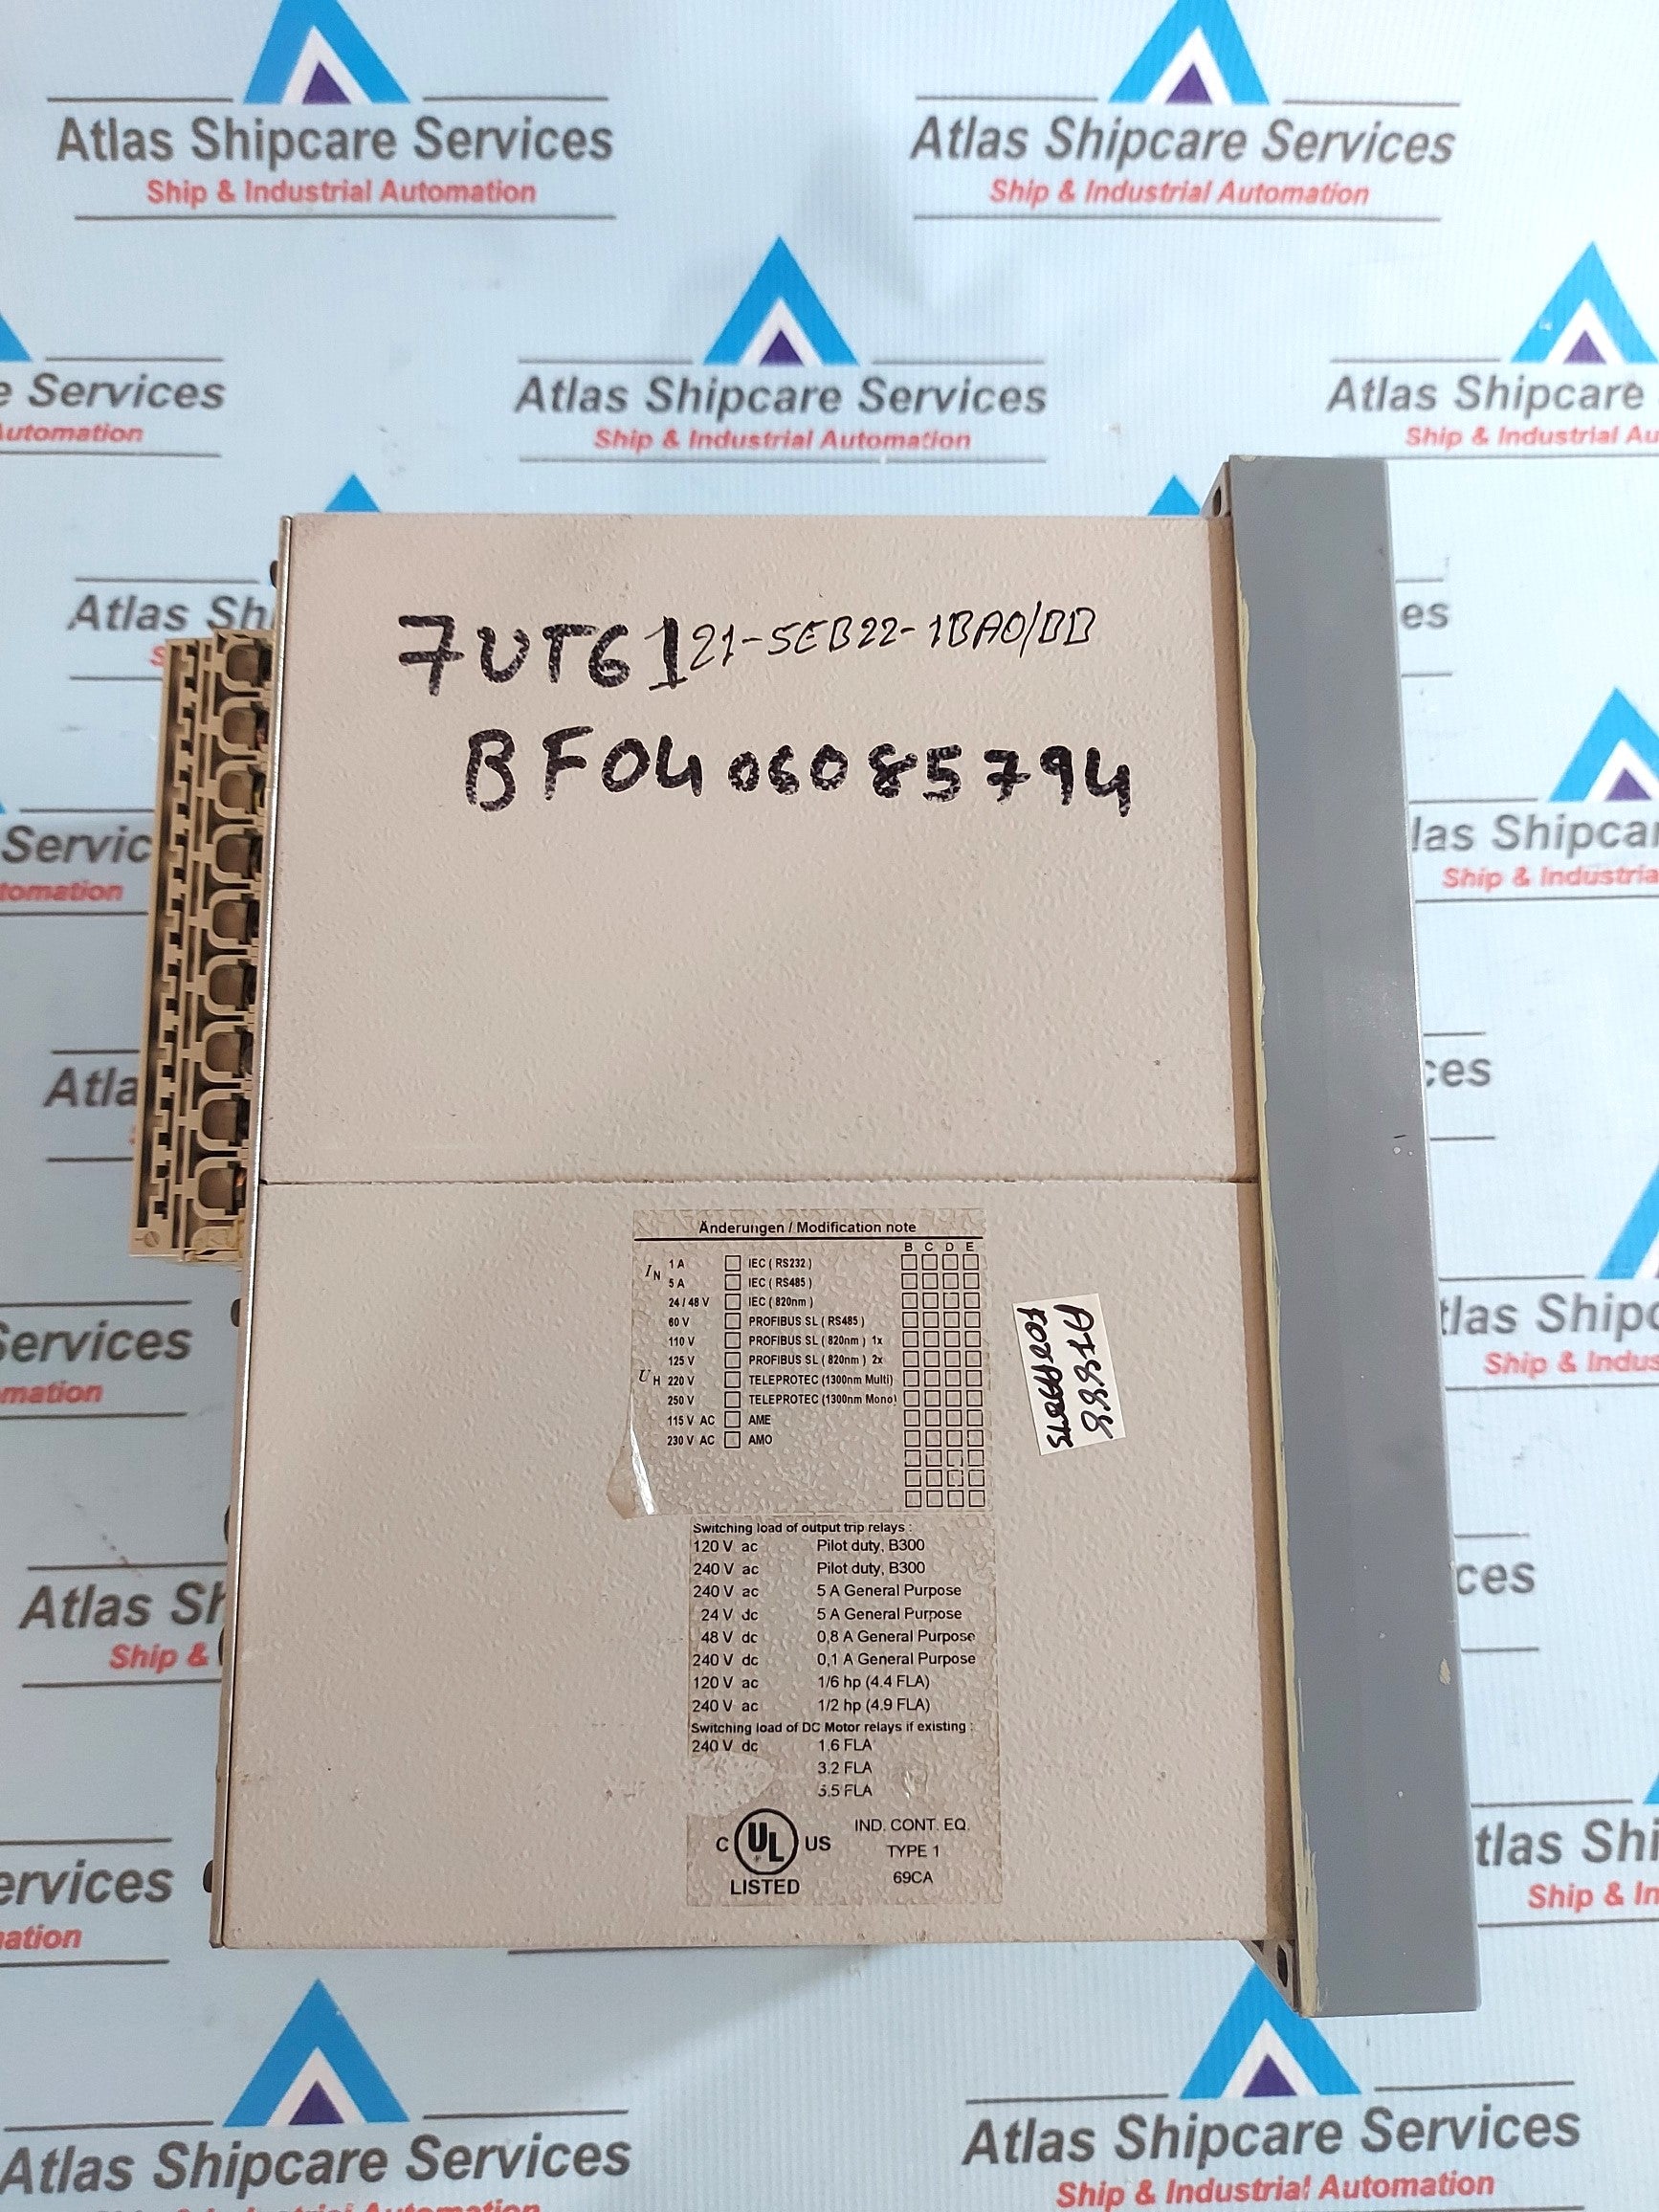 Atlas Shipcare Services
Ship & Industrial Automation
Atlas Shipcare Services
Ship & Industrial Automation
Services
Automation
Atlas Shipcare Services
Ship & Industrial Automation
Atlas Shipcare
Ship & Industrial
7UT6121-5EB22-1BA0/BB
BF0406085794
Änderungen / Modification note
B C D E
IN 1 A IEC ( RS232 )
5 A IEC ( RS485 )
24 / 48 V IEC ( 820nm )
60 V PROFIBUS SL ( RS485 )
110 V PROFIBUS SL ( 820nm ) 1x
125 V PROFIBUS SL ( 820nm ) 2x
UH 220 V TELEPROTEC (1300nm Multi)
250 V TELEPROTEC (1300nm Mono)
115 V AC AME
230 V AC AMO
Switching load of output trip relays :
120 V ac Pilot duty, B300
240 V ac Pilot duty, B300
240 V ac 5 A General Purpose
24 V dc 5 A General Purpose
48 V dc 0,8 A General Purpose
240 V dc 0,1 A General Purpose
120 V ac 1/6 hp (4.4 FLA)
240 V ac 1/2 hp (4.9 FLA)
Switching load of DC Motor relays if existing :
240 V dc 1.6 FLA
3.2 FLA
5.5 FLA
C UL US
LISTED
IND. CONT. EQ.
TYPE 1
69CA
Atlas Shipcare Services
Atlas Shipcare Services
Ship & Industrial Automation